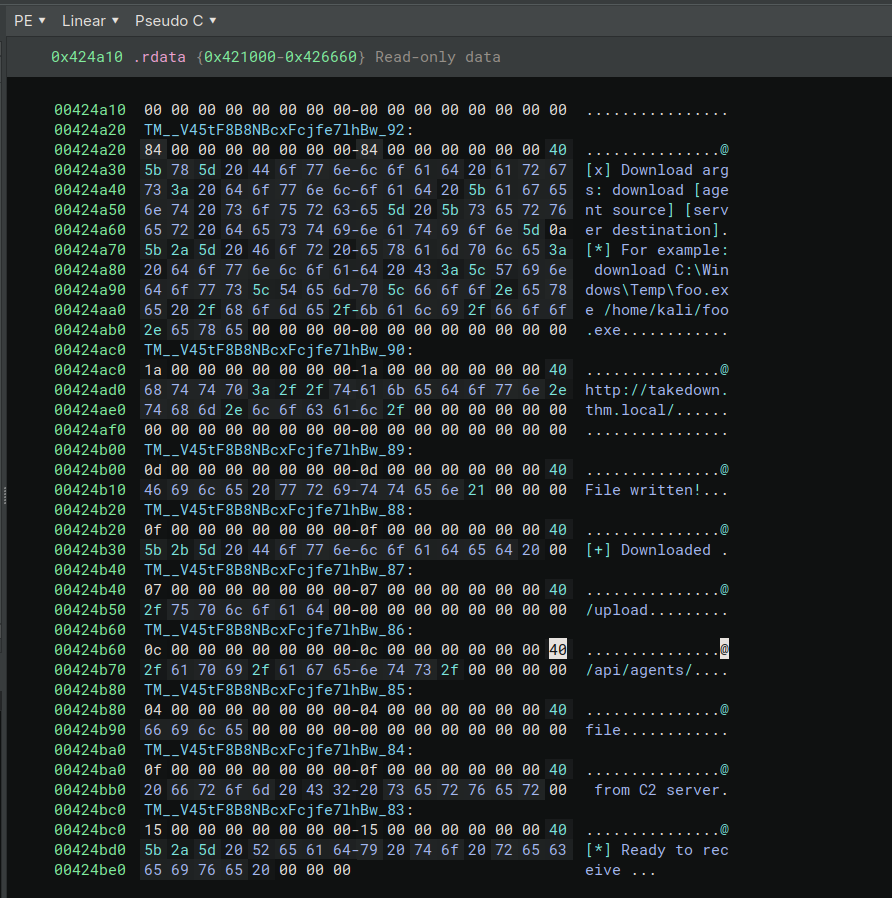 PE ▾ Linear ▾ Pseudo C ▾
0x424a10 .rdata {0x421000-0x426660} Read-only data
00424a10 00 00 00 00 00 00 00 00-00 00 00 00 00 00 00 00 ................
00424a20 TM__V45tF8B8NBcxFcjfe7lhBw_92:
00424a20 84 00 00 00 00 00 00 00-84 00 00 00 00 00 00 40 ...............@
00424a30 5b 78 5d 20 44 6f 77 6e-6c 6f 61 64 20 61 72 67 [x] Download arg
00424a40 73 3a 20 64 6f 77 6e 6c-6f 61 64 20 5b 61 67 65 s: download [age
00424a50 6e 74 20 73 6f 75 72 63-65 5d 20 5b 73 65 72 76 nt source] [serv
00424a60 65 72 20 64 65 73 74 69-6e 61 74 69 6f 6e 5d 0a er destination].
00424a70 5b 2a 5d 20 46 6f 72 20-65 78 61 6d 70 6c 65 3a [*] For example:
00424a80 20 64 6f 77 6e 6c 6f 61-64 20 43 3a 5c 57 69 6e  download C:\Win
00424a90 64 6f 77 73 5c 54 65 6d-70 5c 66 6f 6f 2e 65 78 dows\Temp\foo.ex
00424aa0 65 20 2f 68 6f 6d 65 2f-6b 61 6c 69 2f 66 6f 6f e /home/kali/foo
00424ab0 2e 65 78 65 00 00 00 00-00 00 00 00 00 00 00 00 .exe............
00424ac0 TM__V45tF8B8NBcxFcjfe7lhBw_90:
00424ac0 1a 00 00 00 00 00 00 00-1a 00 00 00 00 00 00 40 ...............@
00424ad0 68 74 74 70 3a 2f 2f 74-61 6b 65 64 6f 77 6e 2e http://takedown.
00424ae0 74 68 6d 2e 6c 6f 63 61-6c 2f 00 00 00 00 00 00 thm.local/......
00424af0 00 00 00 00 00 00 00 00-00 00 00 00 00 00 00 00 ................
00424b00 TM__V45tF8B8NBcxFcjfe7lhBw_89:
00424b00 0d 00 00 00 00 00 00 00-0d 00 00 00 00 00 00 40 ...............@
00424b10 46 69 6c 65 20 77 72 69-74 74 65 6e 21 00 00 00 File written!...
00424b20 TM__V45tF8B8NBcxFcjfe7lhBw_88:
00424b20 0f 00 00 00 00 00 00 00-0f 00 00 00 00 00 00 40 ...............@
00424b30 5b 2b 5d 20 44 6f 77 6e-6c 6f 61 64 65 64 20 00 [+] Downloaded .
00424b40 TM__V45tF8B8NBcxFcjfe7lhBw_87:
00424b40 07 00 00 00 00 00 00 00-07 00 00 00 00 00 00 40 ...............@
00424b50 2f 75 70 6c 6f 61 64 00-00 00 00 00 00 00 00 00 /upload.........
00424b60 TM__V45tF8B8NBcxFcjfe7lhBw_86:
00424b60 0c 00 00 00 00 00 00 00-0c 00 00 00 00 00 00 40 ...............@
00424b70 2f 61 70 69 2f 61 67 65-6e 74 73 2f 00 00 00 00 /api/agents/....
00424b80 TM__V45tF8B8NBcxFcjfe7lhBw_85:
00424b80 04 00 00 00 00 00 00 00-04 00 00 00 00 00 00 40 ...............@
00424b90 66 69 6c 65 00 00 00 00-00 00 00 00 00 00 00 00 file............
00424ba0 TM__V45tF8B8NBcxFcjfe7lhBw_84:
00424ba0 0f 00 00 00 00 00 00 00-0f 00 00 00 00 00 00 40 ...............@
00424bb0 20 66 72 6f 6d 20 43 32-20 73 65 72 76 65 72 00  from C2 server.
00424bc0 TM__V45tF8B8NBcxFcjfe7lhBw_83:
00424bc0 15 00 00 00 00 00 00 00-15 00 00 00 00 00 00 40 ...............@
00424bd0 5b 2a 5d 20 52 65 61 64-79 20 74 6f 20 72 65 63 [*] Ready to rec
00424be0 65 69 76 65 20 00 00 00 eive ...